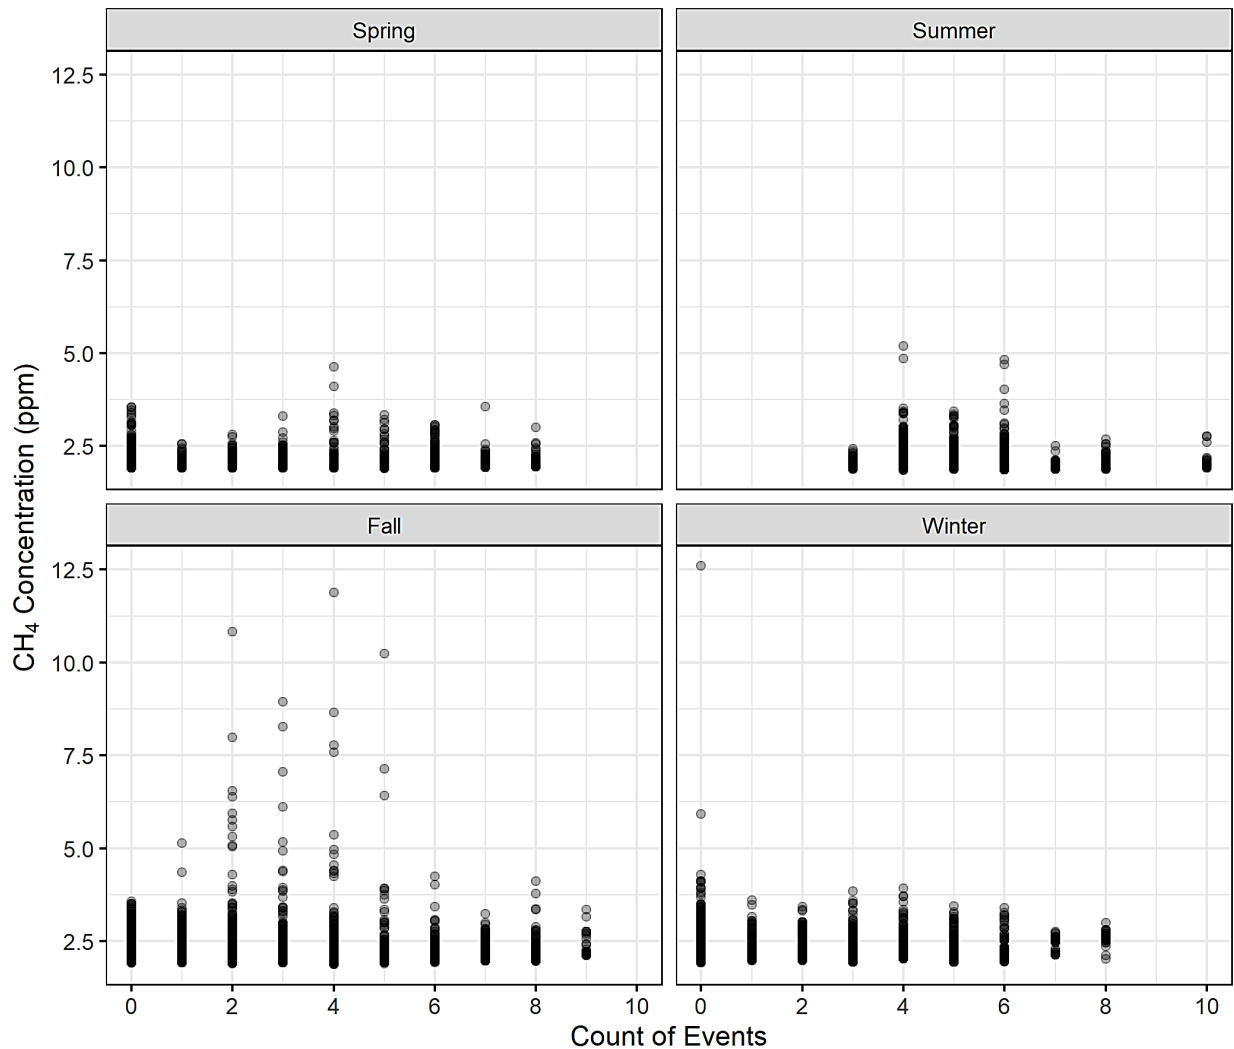 Spring
Summer
12.5
10.0
7.5
5.0
2.5
Fall
Winter
12.5
10.0
7.5
5.0
2.5
CH₄ Concentration (ppm)
0 2 4 6 8 10
0 2 4 6 8 10
Count of Events